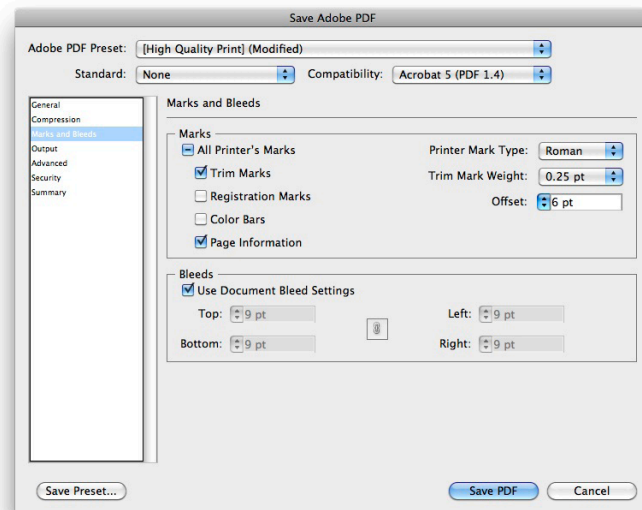 Save Adobe PDF
Adobe PDF Preset: [High Quality Print] (Modified)
Standard: None Compatibility: Acrobat 5 (PDF 1.4)
General
Compression
Marks and Bleeds
Output
Advanced
Security
Summary
Marks and Bleeds
Marks
All Printer's Marks
Trim Marks
Registration Marks
Color Bars
Page Information
Printer Mark Type: Roman
Trim Mark Weight: 0.25 pt
Offset: 6 pt
Bleeds
Use Document Bleed Settings
Top: 9 pt Left: 9 pt
Bottom: 9 pt Right: 9 pt
Save Preset... Save PDF Cancel